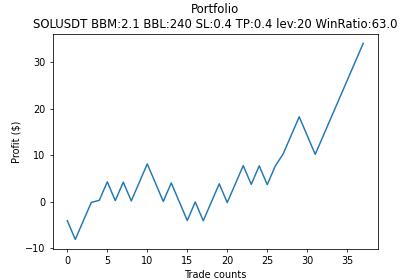 Portfolio
SOLUSDT BBM:2.1 BBL:240 SL:0.4 TP:0.4 lev:20 WinRatio:63.0
30
20
10
0
−10
Profit ($)
0 5 10 15 20 25 30 35
Trade counts